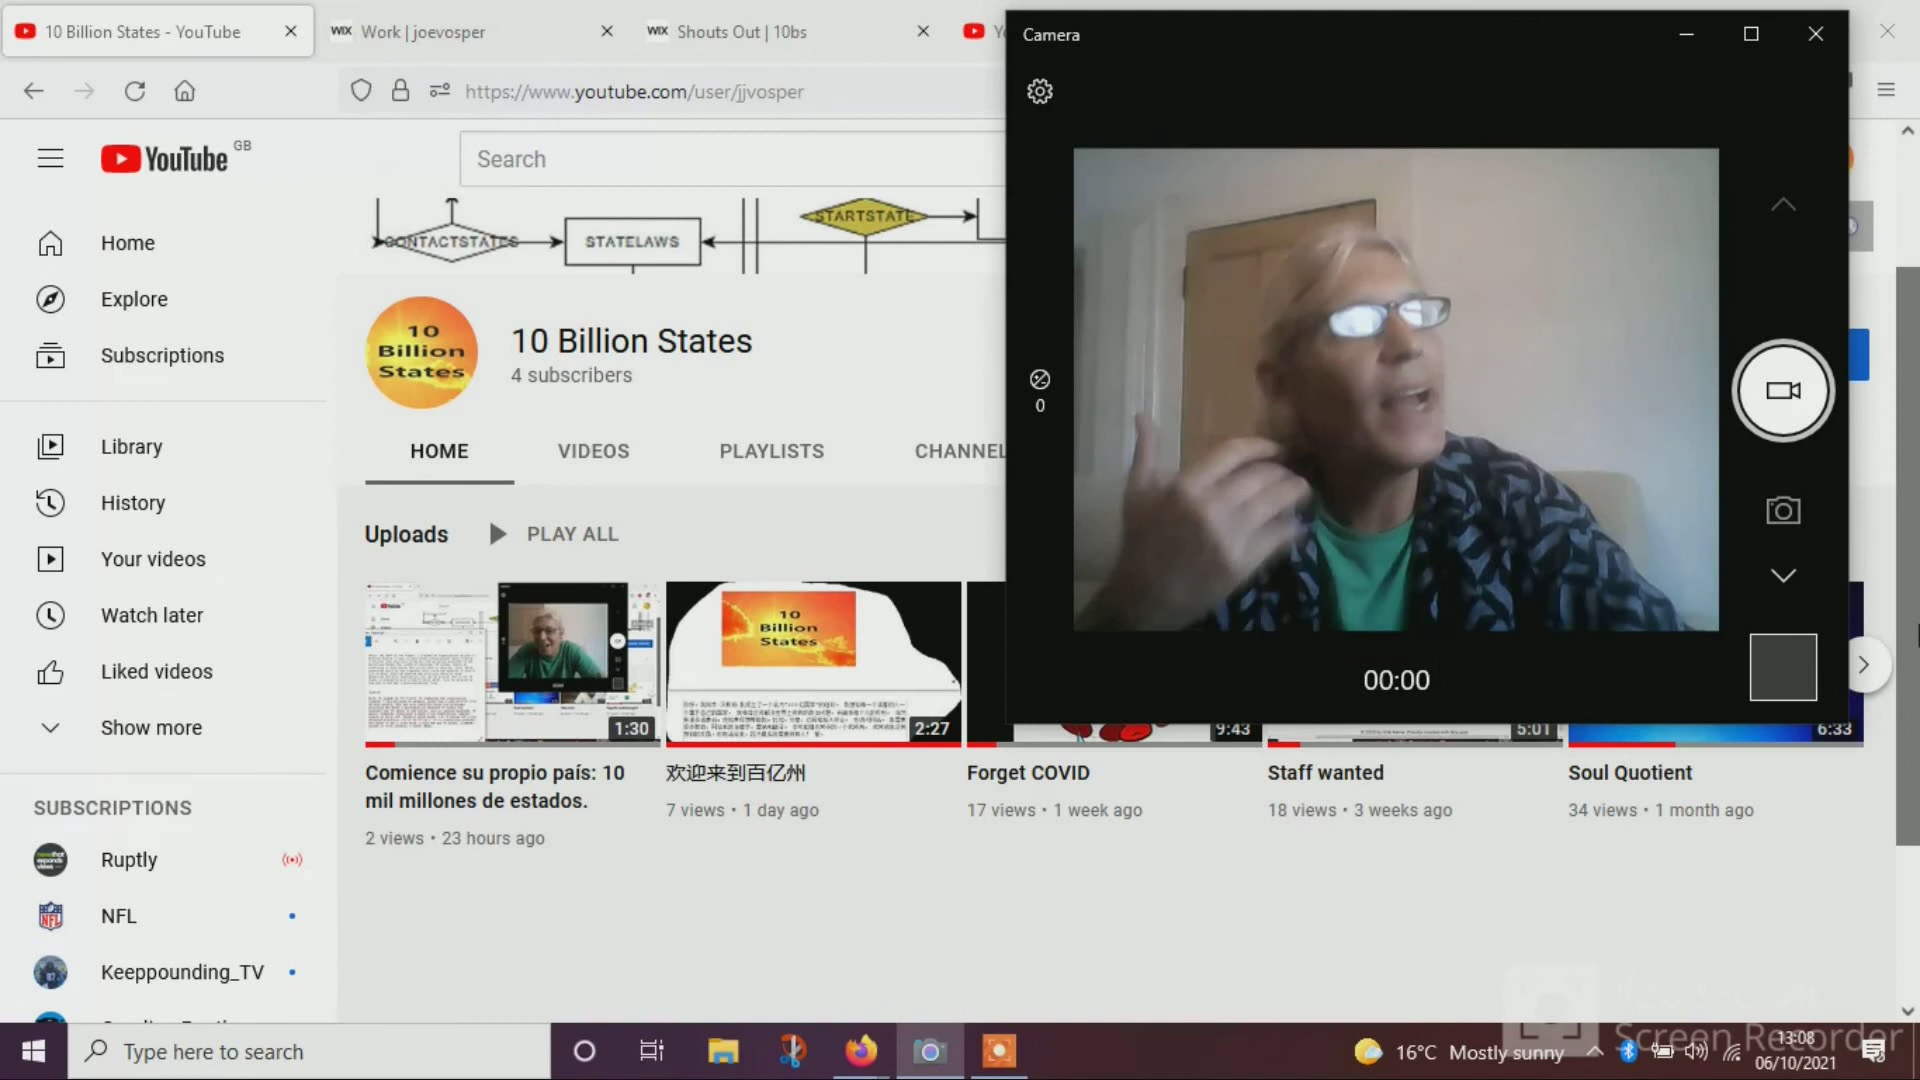 10 Billion States - YouTube
WIX Work | joevosper
WIX Shouts Out | 10bs
Camera
https://www.youtube.com/user/jjvosper
YouTube GB
Search
CONTACTSTATES
STATELAWS
STARTSTATE
Home
Explore
Subscriptions
10
Billion
States
10 Billion States
4 subscribers
0
HOME
VIDEOS
PLAYLISTS
CHANNEL
Library
History
Your videos
Watch later
Liked videos
Show more
Uploads
PLAY ALL
10
Billion
States
00:00
1:30
2:27
9:43
5:01
6:33
Comience su propio país: 10
mil millones de estados.
2 views • 23 hours ago
欢迎来到百亿州
7 views • 1 day ago
Forget COVID
17 views • 1 week ago
Staff wanted
18 views • 3 weeks ago
Soul Quotient
34 views • 1 month ago
SUBSCRIPTIONS
Ruptly
NFL
Keeppounding_TV
Type here to search
16°C Mostly sunny
Screen Recorder
13:08
06/10/2021